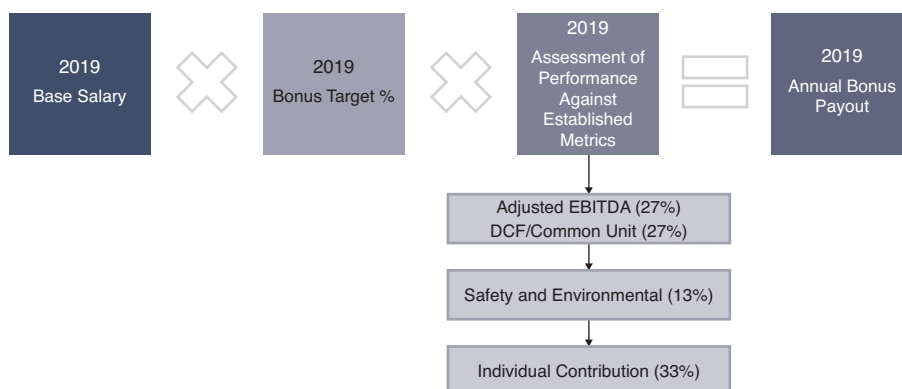 2019
Base Salary
2019
Bonus Target %
2019
Assessment of
Performance
Against
Established
Metrics
2019
Annual Bonus
Payout
Adjusted EBITDA (27%)
DCF/Common Unit (27%)
Safety and Environmental (13%)
Individual Contribution (33%)